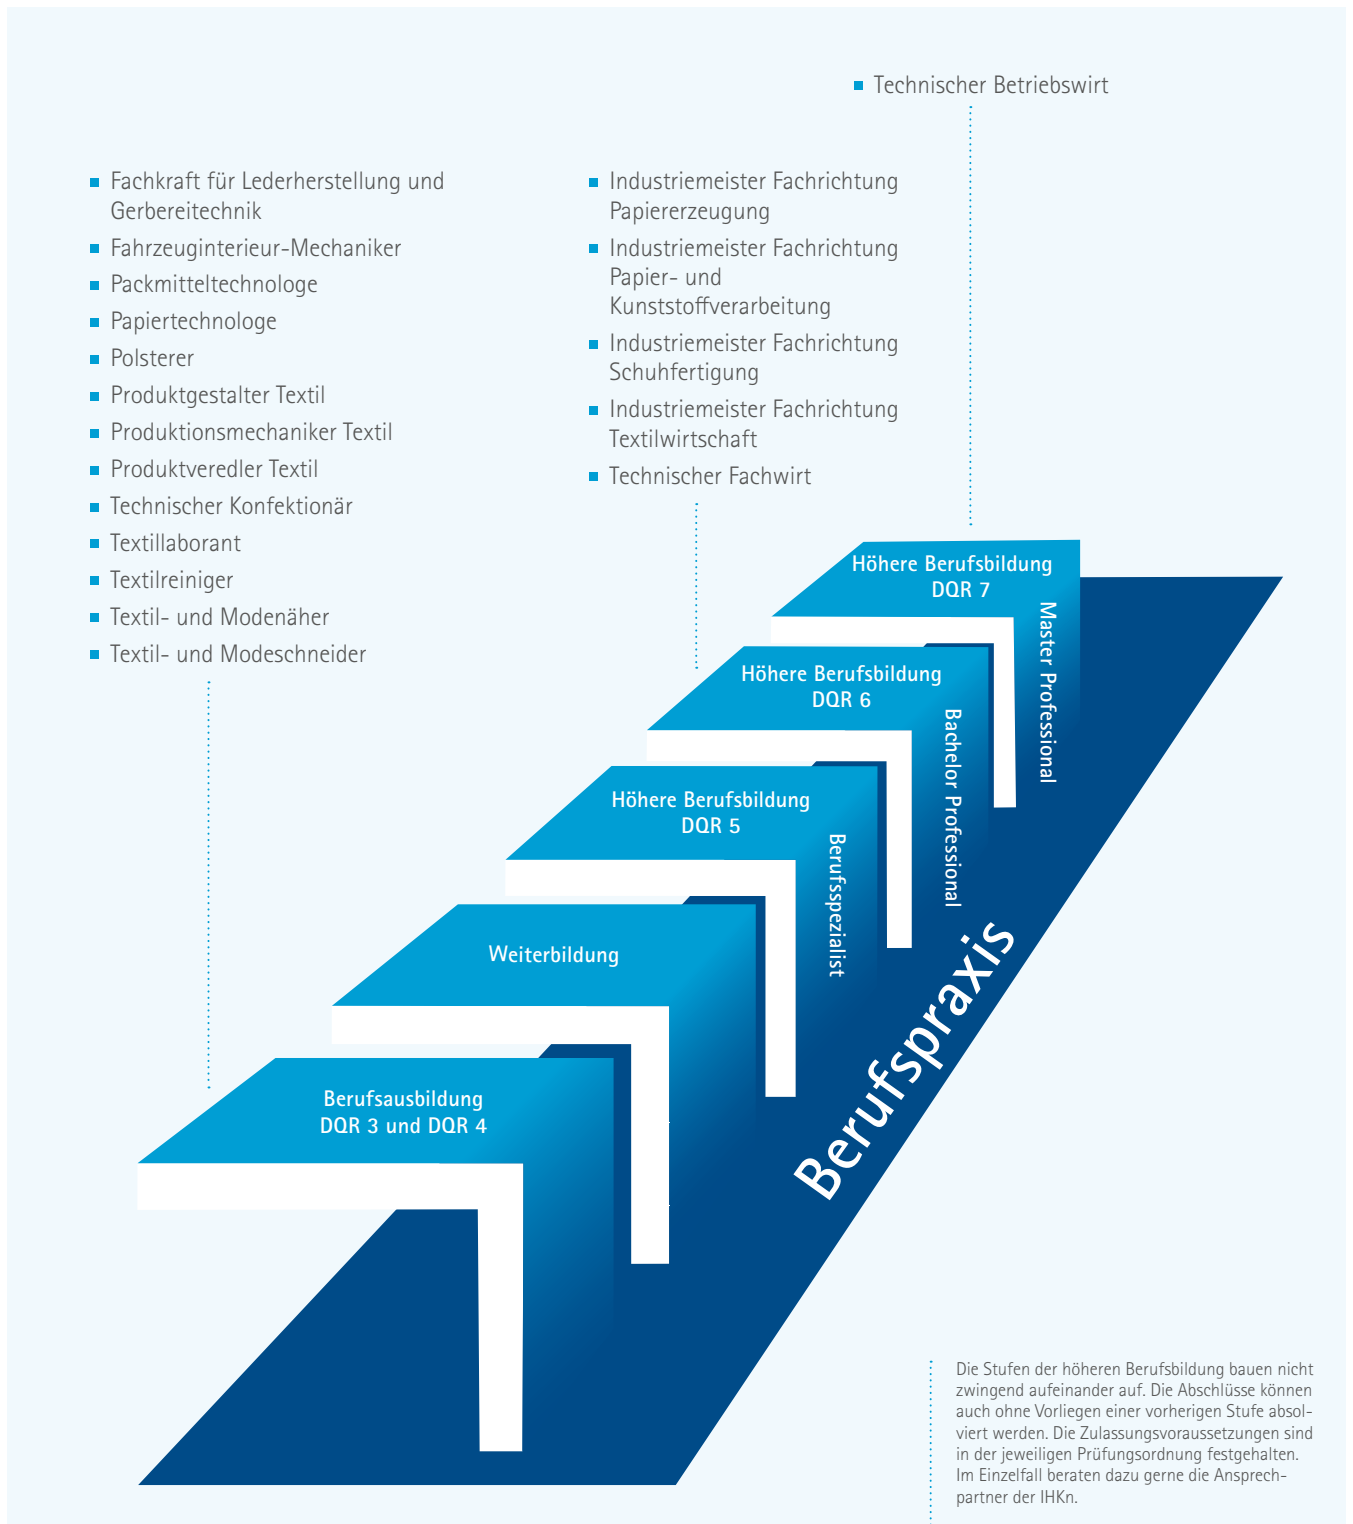 Technischer Betriebswirt
Fachkraft für Lederherstellung und
Gerbereitechnik
Fahrzeuginterieur-Mechaniker
Packmitteltechnologe
Papiertechnologe
Polsterer
Produktgestalter Textil
Produktionsmechaniker Textil
Produktveredler Textil
Technischer Konfektionär
Textillaborant
Textilreiniger
Textil- und Modenäher
Textil- und Modeschneider
Industriemeister Fachrichtung
Papiererzeugung
Industriemeister Fachrichtung
Papier- und
Kunststoffverarbeitung
Industriemeister Fachrichtung
Schuhfertigung
Industriemeister Fachrichtung
Textilwirtschaft
Technischer Fachwirt
Höhere Berufsbildung
DQR 7
Master Professional
Höhere Berufsbildung
DQR 6
Bachelor Professional
Höhere Berufsbildung
DQR 5
Berufsspezialist
Weiterbildung
Berufsausbildung
DQR 3 und DQR 4
Berufspraxis
Die Stufen der höheren Berufsbildung bauen nicht
zwingend aufeinander auf. Die Abschlüsse können
auch ohne Vorliegen einer vorherigen Stufe absol-
viert werden. Die Zulassungsvoraussetzungen sind
in der jeweiligen Prüfungsordnung festgehalten.
Im Einzelfall beraten dazu gerne die Ansprech-
partner der IHKn.